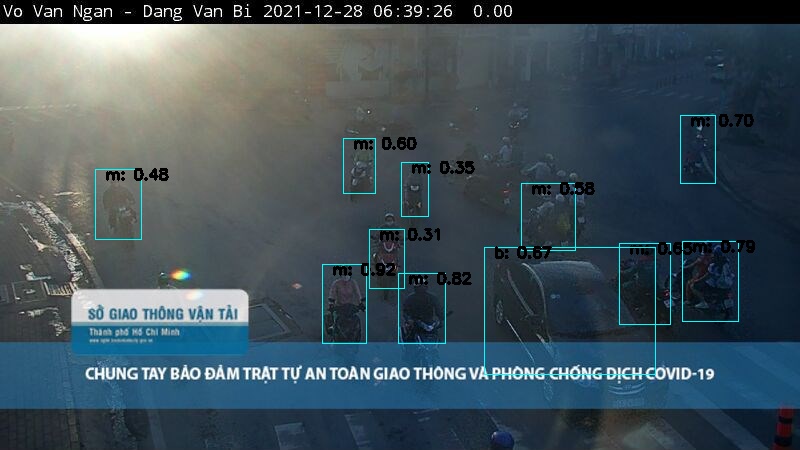 Vo Van Ngan - Dang Van Bi 2021-12-28 06:39:26 0.00
m: 0.70
m: 0.60
m: 0.35
m: 0.48
m: 0.58
m: 0.31
b: 0.67
m: 0.65
m: 0.79
m: 0.92
m: 0.82
SỞ GIAO THÔNG VẬN TẢI
Thành phố Hồ Chí Minh
CHUNG TAY BẢO ĐẢM TRẬT TỰ AN TOÀN GIAO THÔNG VÀ PHÒNG CHỐNG DỊCH COVID-19